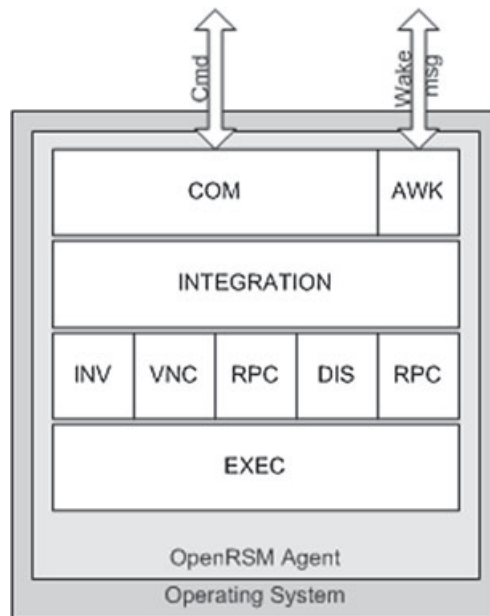 Cmd
Wake
msg
COM
AWK
INTEGRATION
INV
VNC
RPC
DIS
RPC
EXEC
OpenRSM Agent
Operating System